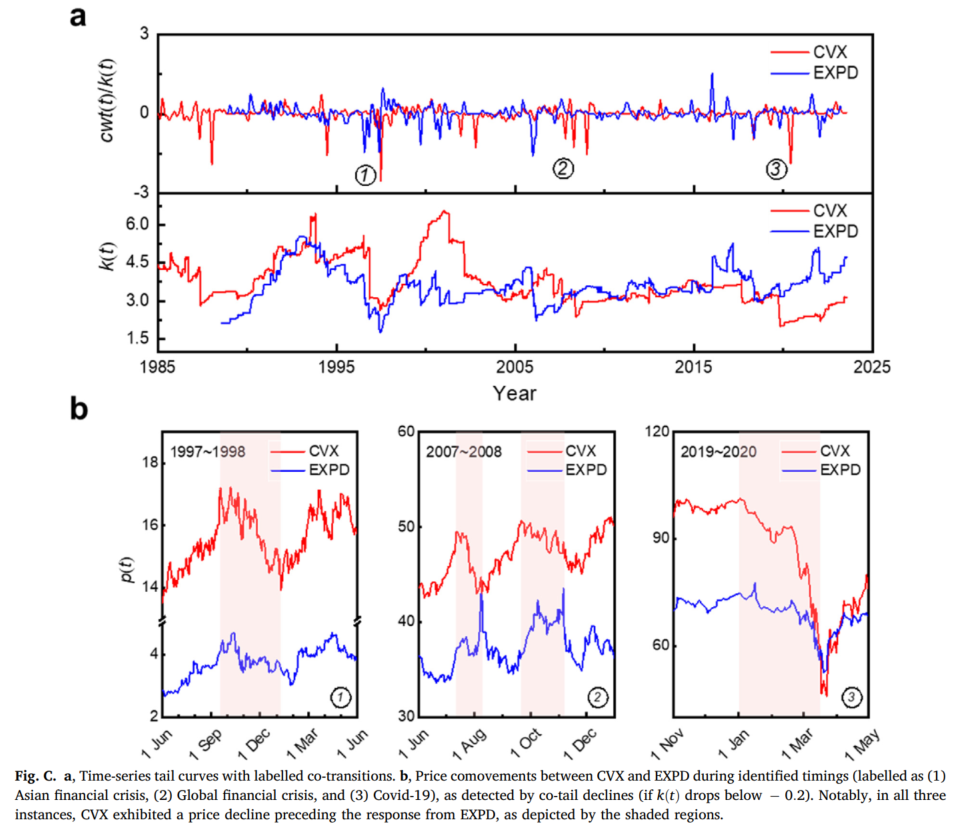 a
3
0
-3
cwt(t)/k(t)
CVX
EXPD
1
2
3
6.0
4.5
3.0
1.5
k(t)
CVX
EXPD
1985
1995
2005
2015
2025
Year
b
18
16
14
4
2
p(t)
1997~1998
CVX
EXPD
1
1 Jun
1 Sep
1 Dec
1 Mar
1 Jun
60
50
40
30
2007~2008
CVX
EXPD
2
1 Jun
1 Aug
1 Oct
1 Dec
120
90
60
2019~2020
CVX
EXPD
3
1 Nov
1 Jan
1 Mar
1 May
Fig. C. a, Time-series tail curves with labelled co-transitions. b, Price comovements between CVX and EXPD during identified timings (labelled as (1)
Asian financial crisis, (2) Global financial crisis, and (3) Covid-19), as detected by co-tail declines (if k(t) drops below − 0.2). Notably, in all three
instances, CVX exhibited a price decline preceding the response from EXPD, as depicted by the shaded regions.